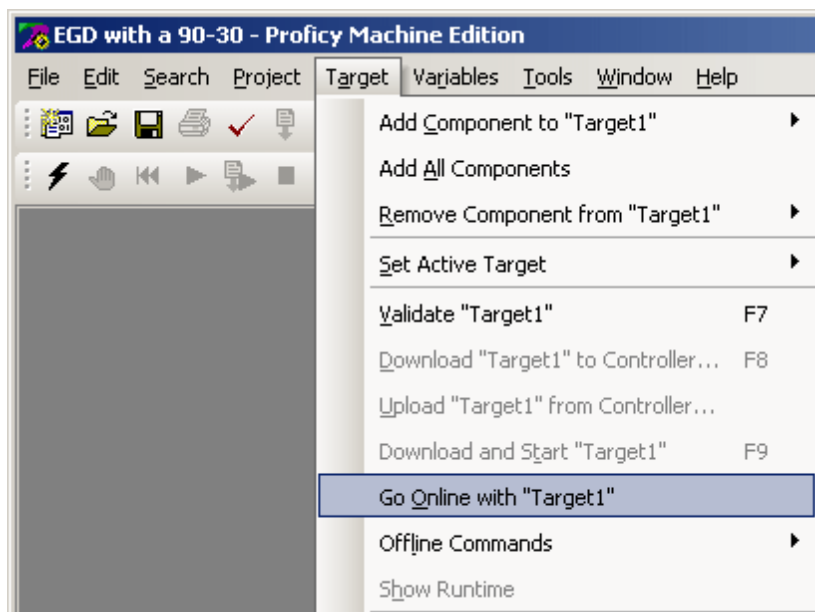 EGD with a 90-30 - Proficy Machine Edition
File Edit Search Project Target Variables Tools Window Help
Add Component to "Target1"
Add All Components
Remove Component from "Target1"
Set Active Target
Validate "Target1" F7
Download "Target1" to Controller... F8
Upload "Target1" from Controller...
Download and Start "Target1" F9
Go Online with "Target1"
Offline Commands
Show Runtime